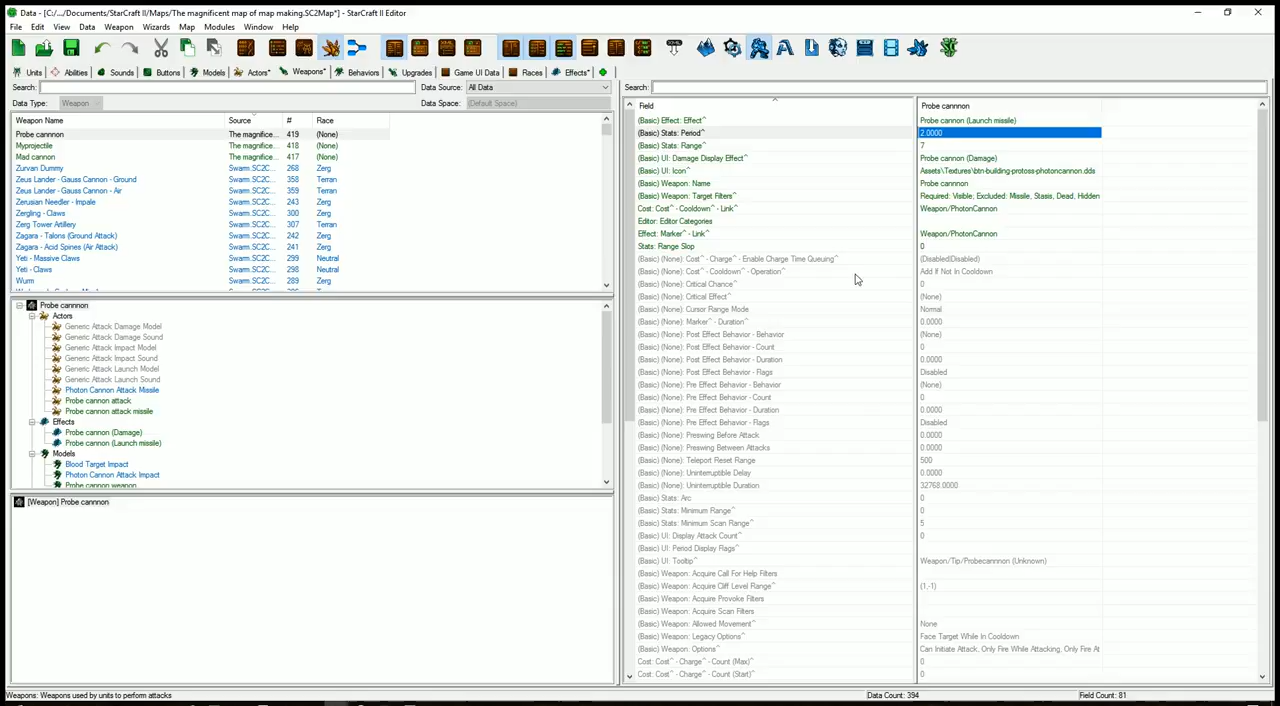 Data - [C:/.../Documents/StarCraft II/Maps/The magnificent map of map making.SC2Map*] - StarCraft II Editor
File Edit View Data Weapon Wizards Map Modules Window Help
Units Abilities Sounds Buttons Models Actors* Weapons* Behaviors Upgrades Game UI Data Races Effects*
Search: Data Source: All Data
Data Type: Weapon Data Space: (Default Space)
Weapon Name Source # Race
Probe cannnon The magnifice... 419 (None)
Myprojectile The magnifice... 418 (None)
Mad cannon The magnifice... 417 (None)
Zurvan Dummy Swarm.SC2C... 268 Zerg
Zeus Lander - Gauss Cannon - Ground Swarm.SC2C... 358 Terran
Zeus Lander - Gauss Cannon - Air Swarm.SC2C... 359 Terran
Zerusian Needler - Impale Swarm.SC2C... 243 Zerg
Zergling - Claws Swarm.SC2C... 300 Zerg
Zerg Tower Artillery Swarm.SC2C... 307 Terran
Zagara - Talons (Ground Attack) Swarm.SC2C... 242 Zerg
Zagara - Acid Spines (Air Attack) Swarm.SC2C... 241 Zerg
Yeti - Massive Claws Swarm.SC2C... 299 Neutral
Yeti - Claws Swarm.SC2C... 298 Neutral
Wurm Swarm.SC2C... 289 Zerg
Probe cannnon
Actors
Generic Attack Damage Model
Generic Attack Damage Sound
Generic Attack Impact Model
Generic Attack Impact Sound
Generic Attack Launch Model
Generic Attack Launch Sound
Photon Cannon Attack Missile
Probe cannon attack
Probe cannon attack missile
Effects
Probe cannon (Damage)
Probe cannon (Launch missile)
Models
Blood Target Impact
Photon Cannon Attack Impact
Probe cannon weapon
[Weapon] Probe cannnon
Search:
Field Probe cannnon
(Basic) Effect: Effect^ Probe cannon (Launch missile)
(Basic) Stats: Period^ 2.0000
(Basic) Stats: Range^ 7
(Basic) UI: Damage Display Effect^ Probe cannon (Damage)
(Basic) UI: Icon^ Assets\Textures\btn-building-protoss-photoncannon.dds
(Basic) Weapon: Name Probe cannnon
(Basic) Weapon: Target Filters^ Required: Visible; Excluded: Missile, Stasis, Dead, Hidden
Cost: Cost^ - Cooldown^ - Link^ Weapon/PhotonCannon
Editor: Editor Categories
Effect: Marker^ - Link^ Weapon/PhotonCannon
Stats: Range Slop 0
(Basic) (None): Cost^ - Charge^ - Enable Charge Time Queuing^ (Disabled|Disabled)
(Basic) (None): Cost^ - Cooldown^ - Operation^ Add If Not In Cooldown
(Basic) (None): Critical Chance^ 0
(Basic) (None): Critical Effect^ (None)
(Basic) (None): Cursor Range Mode Normal
(Basic) (None): Marker^ - Duration^ 0.0000
(Basic) (None): Post Effect Behavior - Behavior (None)
(Basic) (None): Post Effect Behavior - Count 0
(Basic) (None): Post Effect Behavior - Duration 0.0000
(Basic) (None): Post Effect Behavior - Flags Disabled
(Basic) (None): Pre Effect Behavior - Behavior (None)
(Basic) (None): Pre Effect Behavior - Count 0
(Basic) (None): Pre Effect Behavior - Duration 0.0000
(Basic) (None): Pre Effect Behavior - Flags Disabled
(Basic) (None): Preswing Before Attack 0.0000
(Basic) (None): Preswing Between Attacks 0.0000
(Basic) (None): Teleport Reset Range 500
(Basic) (None): Uninterruptible Delay 0.0000
(Basic) (None): Uninterruptible Duration 32768.0000
(Basic) Stats: Arc 0
(Basic) Stats: Minimum Range^ 0
(Basic) Stats: Minimum Scan Range^ 5
(Basic) UI: Display Attack Count^ 0
(Basic) UI: Period Display Flags^
(Basic) UI: Tooltip^ Weapon/Tip/Probecannnon (Unknown)
(Basic) Weapon: Acquire Call For Help Filters
(Basic) Weapon: Acquire Cliff Level Range^ (1,-1)
(Basic) Weapon: Acquire Provoke Filters
(Basic) Weapon: Acquire Scan Filters
(Basic) Weapon: Allowed Movement^ None
(Basic) Weapon: Legacy Options^ Face Target While In Cooldown
(Basic) Weapon: Options^ Can Initiate Attack, Only Fire While Attacking, Only Fire At
Cost: Cost^ - Charge^ - Count (Max)^ 0
Cost: Cost^ - Charge^ - Count (Start)^ 0
Weapons: Weapons used by units to perform attacks Data Count: 394 Field Count: 81